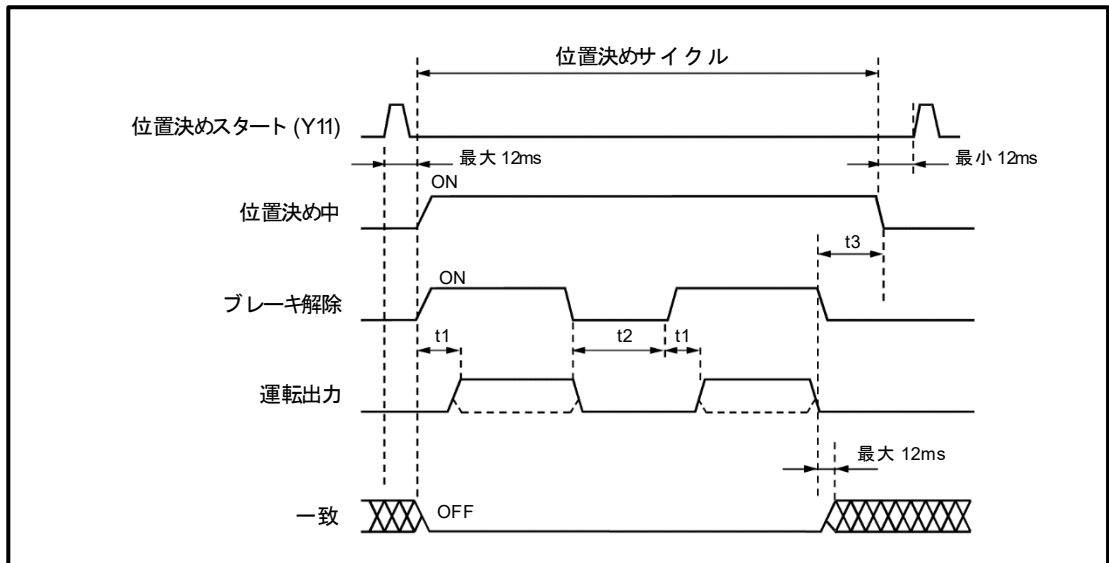 位置決めサイクル
位置決めスタート (Y11)
最大 12ms
最小 12ms
ON
位置決め中
t3
ON
ブレーキ解除
t1
t2
t1
運転出力
最大 12ms
OFF
一致